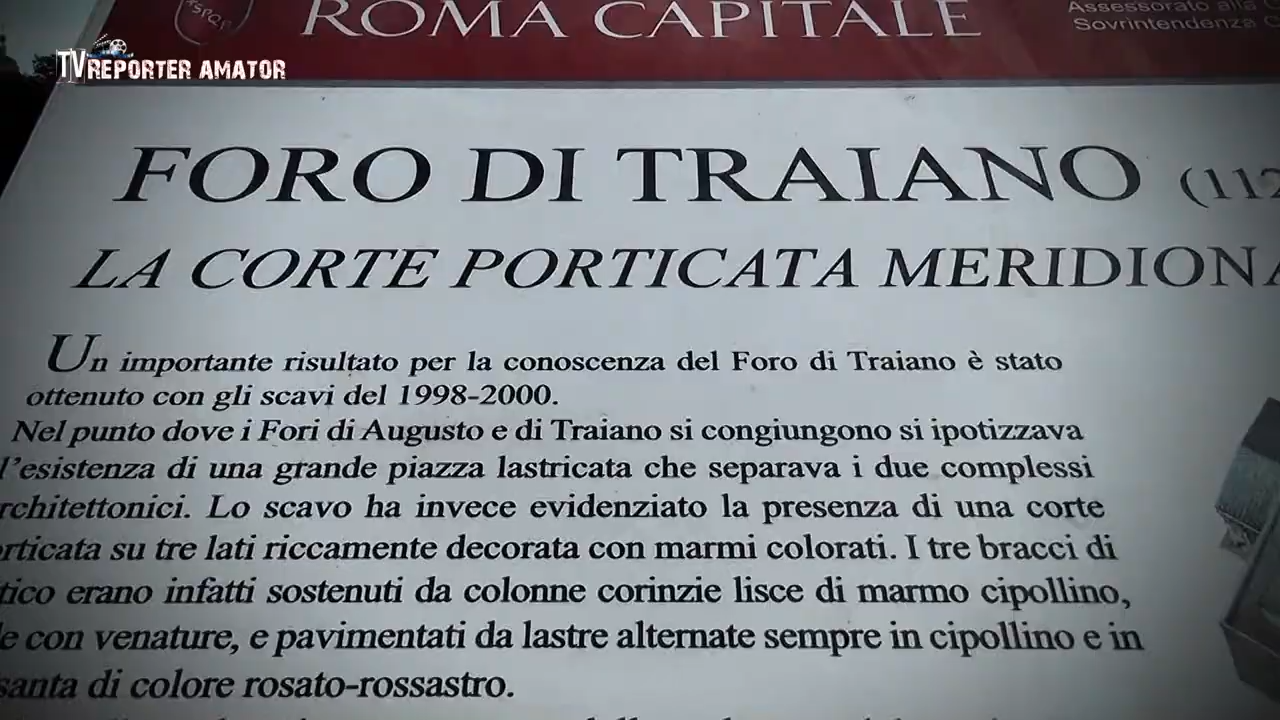 SPQR
ROMA CAPITALE
Assessorato alla
Sovrintendenza
TVREPORTER AMATOR
FORO DI TRAIANO (112
LA CORTE PORTICATA MERIDIONA
Un importante risultato per la conoscenza del Foro di Traiano è stato
ottenuto con gli scavi del 1998-2000.
Nel punto dove i Fori di Augusto e di Traiano si congiungono si ipotizzava
l'esistenza di una grande piazza lastricata che separava i due complessi
rchitettonici. Lo scavo ha invece evidenziato la presenza di una corte
orticata su tre lati riccamente decorata con marmi colorati. I tre bracci di
tico erano infatti sostenuti da colonne corinzie lisce di marmo cipollino,
e con venature, e pavimentati da lastre alternate sempre in cipollino e in
santa di colore rosato-rossastro.